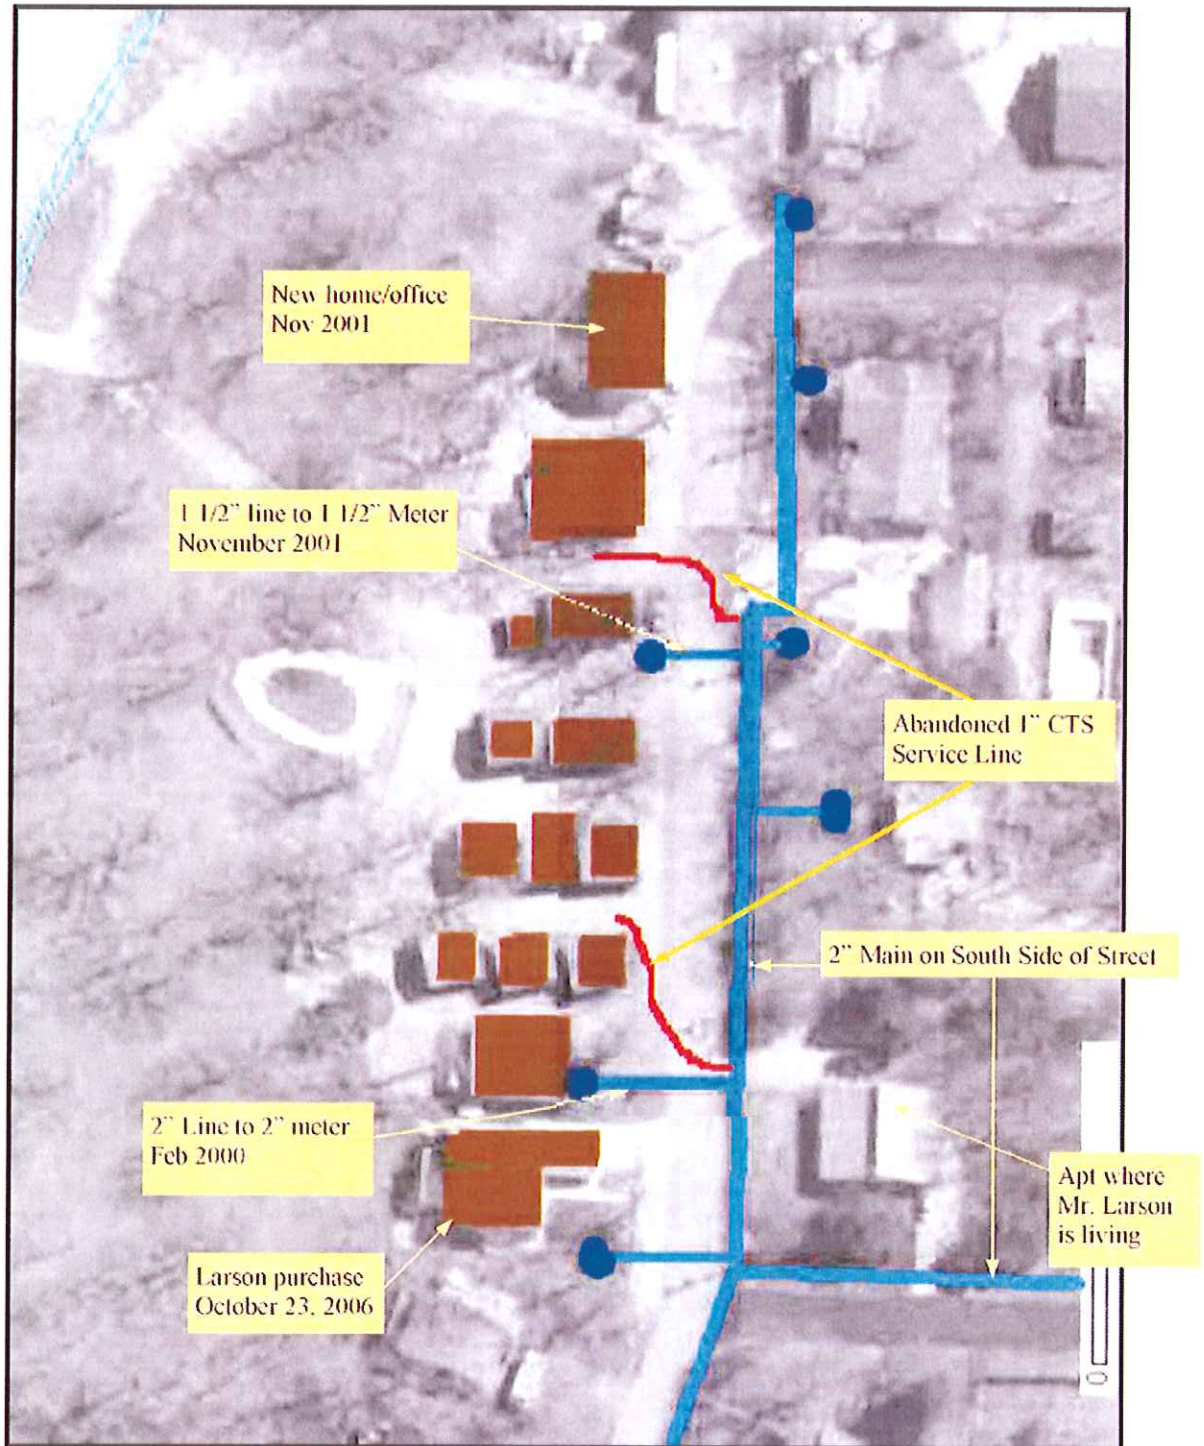 New home/office
Nov 2001
1 1/2” line to 1 1/2” Meter
November 2001
Abandoned 1” CTS
Service Line
2” Main on South Side of Street
2” Line to 2” meter
Feb 2000
Apt where
Mr. Larson
is living
Larson purchase
October 23, 2006
0